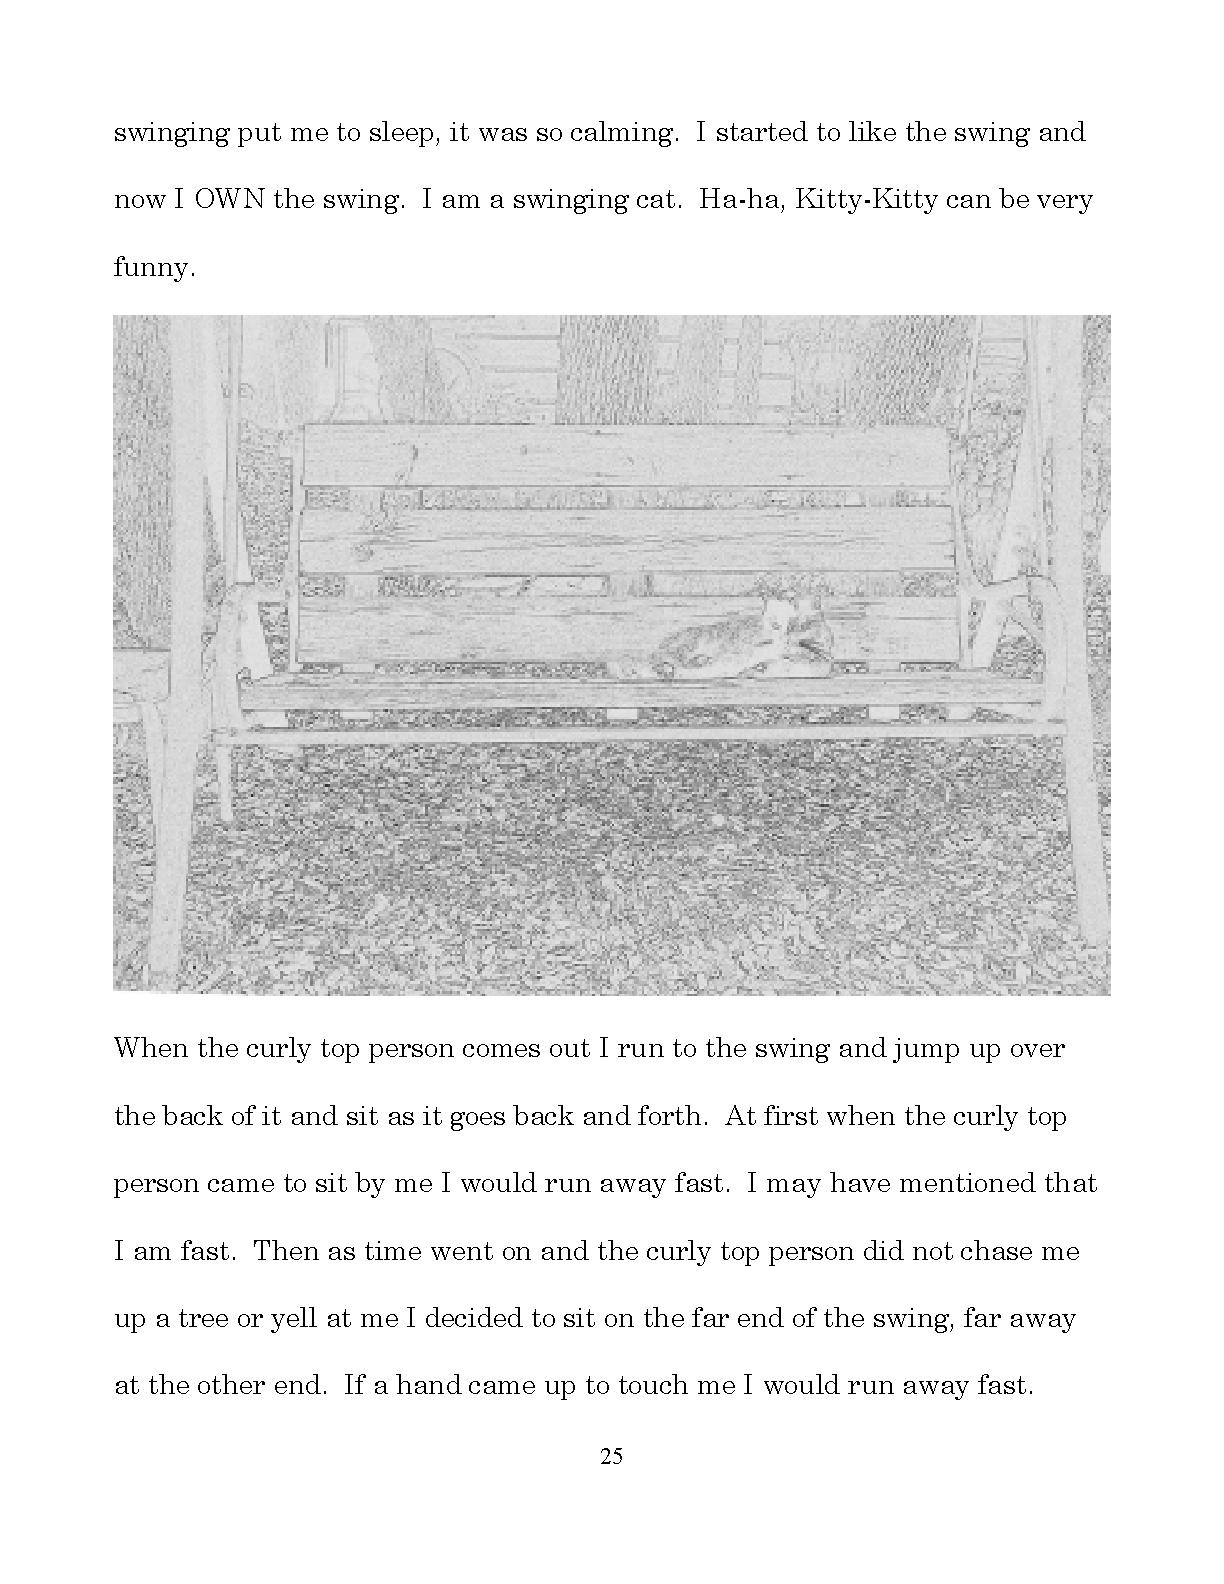 swinging put me to sleep, it was so calming.  I started to like the swing and
now I OWN the swing.  I am a swinging cat.  Ha-ha, Kitty-Kitty can be very
funny.
When the curly top person comes out I run to the swing and jump up over
the back of it and sit as it goes back and forth.  At first when the curly top
person came to sit by me I would run away fast.  I may have mentioned that
I am fast.  Then as time went on and the curly top person did not chase me
up a tree or yell at me I decided to sit on the far end of the swing, far away
at the other end.  If a hand came up to touch me I would run away fast.
25